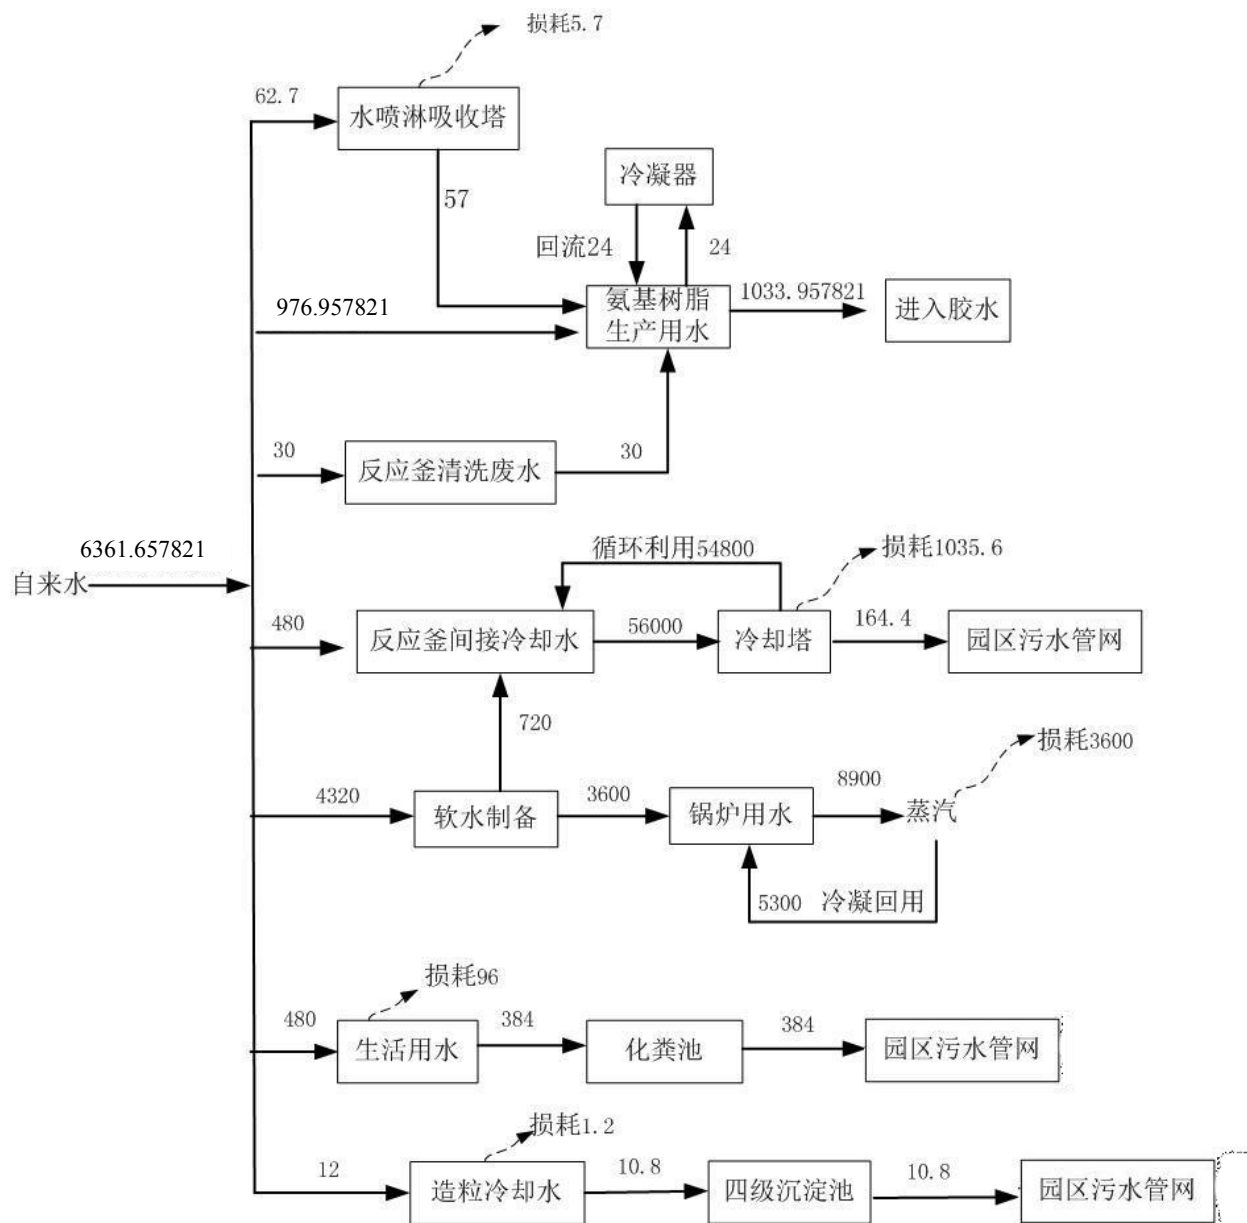 损耗5.7
62.7
水喷淋吸收塔
57
冷凝器
回流24
24
976.957821
氨基树脂
生产用水
1033.957821
进入胶水
30
反应釜清洗废水
30
6361.657821
自来水
循环利用54800
损耗1035.6
480
反应釜间接冷却水
56000
冷却塔
164.4
园区污水管网
720
损耗3600
4320
软水制备
3600
锅炉用水
8900
蒸汽
5300
冷凝回用
损耗96
480
生活用水
384
化粪池
384
园区污水管网
损耗1.2
12
造粒冷却水
10.8
四级沉淀池
10.8
园区污水管网